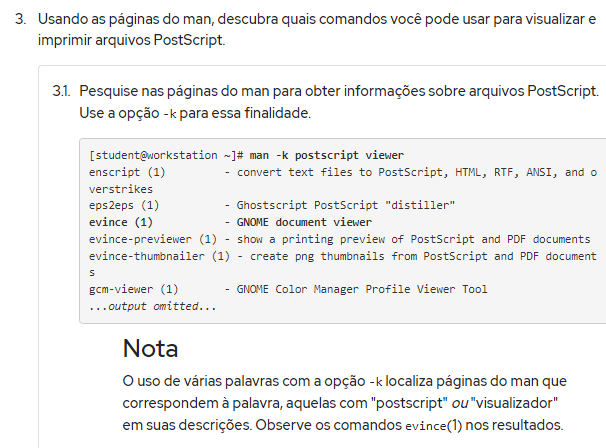 3. Usando as páginas do man, descubra quais comandos você pode usar para visualizar e
imprimir arquivos PostScript.
3.1. Pesquise nas páginas do man para obter informações sobre arquivos PostScript.
Use a opção -k para essa finalidade.
[student@workstation ~]# man -k postscript viewer
enscript (1)         - convert text files to PostScript, HTML, RTF, ANSI, and o
verstrikes
eps2eps (1)          - Ghostscript PostScript "distiller"
evince (1)           - GNOME document viewer
evince-previewer (1) - show a printing preview of PostScript and PDF documents
evince-thumbnailer (1) - create png thumbnails from PostScript and PDF document
s
gcm-viewer (1)       - GNOME Color Manager Profile Viewer Tool
...output omitted...
Nota
O uso de várias palavras com a opção -k localiza páginas do man que
correspondem à palavra, aquelas com "postscript" ou "visualizador"
em suas descrições. Observe os comandos evince(1) nos resultados.